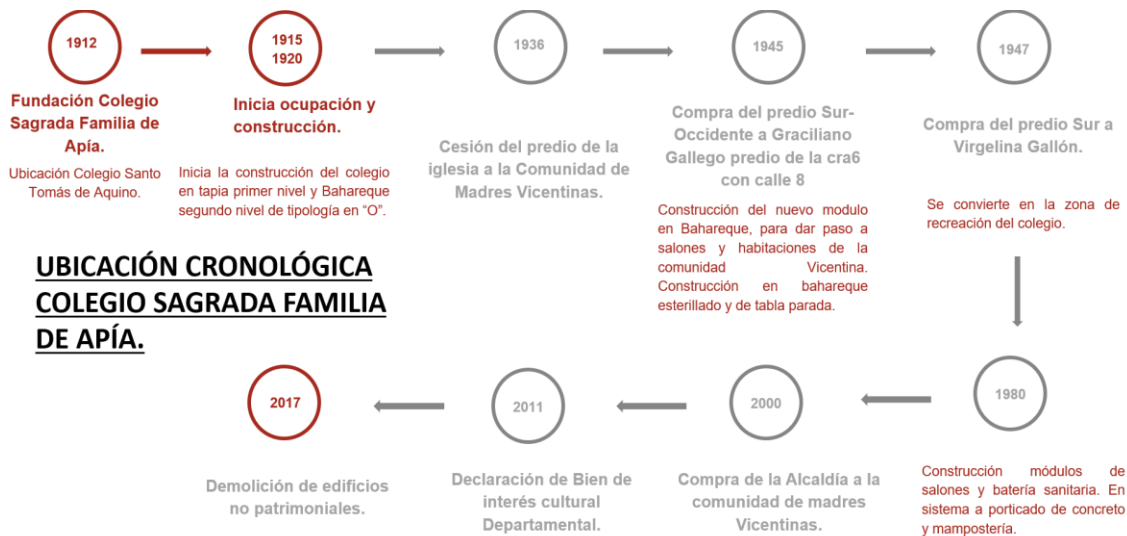 1912
Fundación Colegio
Sagrada Familia de
Apía.
Ubicación Colegio Santo
Tomás de Aquino.
1915
1920
Inicia ocupación y
construcción.
Inicia la construcción del colegio
en tapia primer nivel y Bahareque
segundo nivel de tipología en “O”.
1936
Cesión del predio de la
iglesia a la Comunidad de
Madres Vicentinas.
1945
Compra del predio Sur-
Occidente a Graciliano
Gallego predio de la cra6
con calle 8
Construcción del nuevo modulo
en Bahareque, para dar paso a
salones y habitaciones de la
comunidad Vicentina.
Construcción en bahareque
esterillado y de tabla parada.
1947
Compra del predio Sur a
Virgelina Gallón.
Se convierte en la zona de
recreación del colegio.
UBICACIÓN CRONOLÓGICA
COLEGIO SAGRADA FAMILIA
DE APÍA.
1980
Construcción módulos de
salones y batería sanitaria. En
sistema a porticado de concreto
y mampostería.
2000
Compra de la Alcaldía a la
comunidad de madres
Vicentinas.
2011
Declaración de Bien de
interés cultural
Departamental.
2017
Demolición de edificios
no patrimoniales.